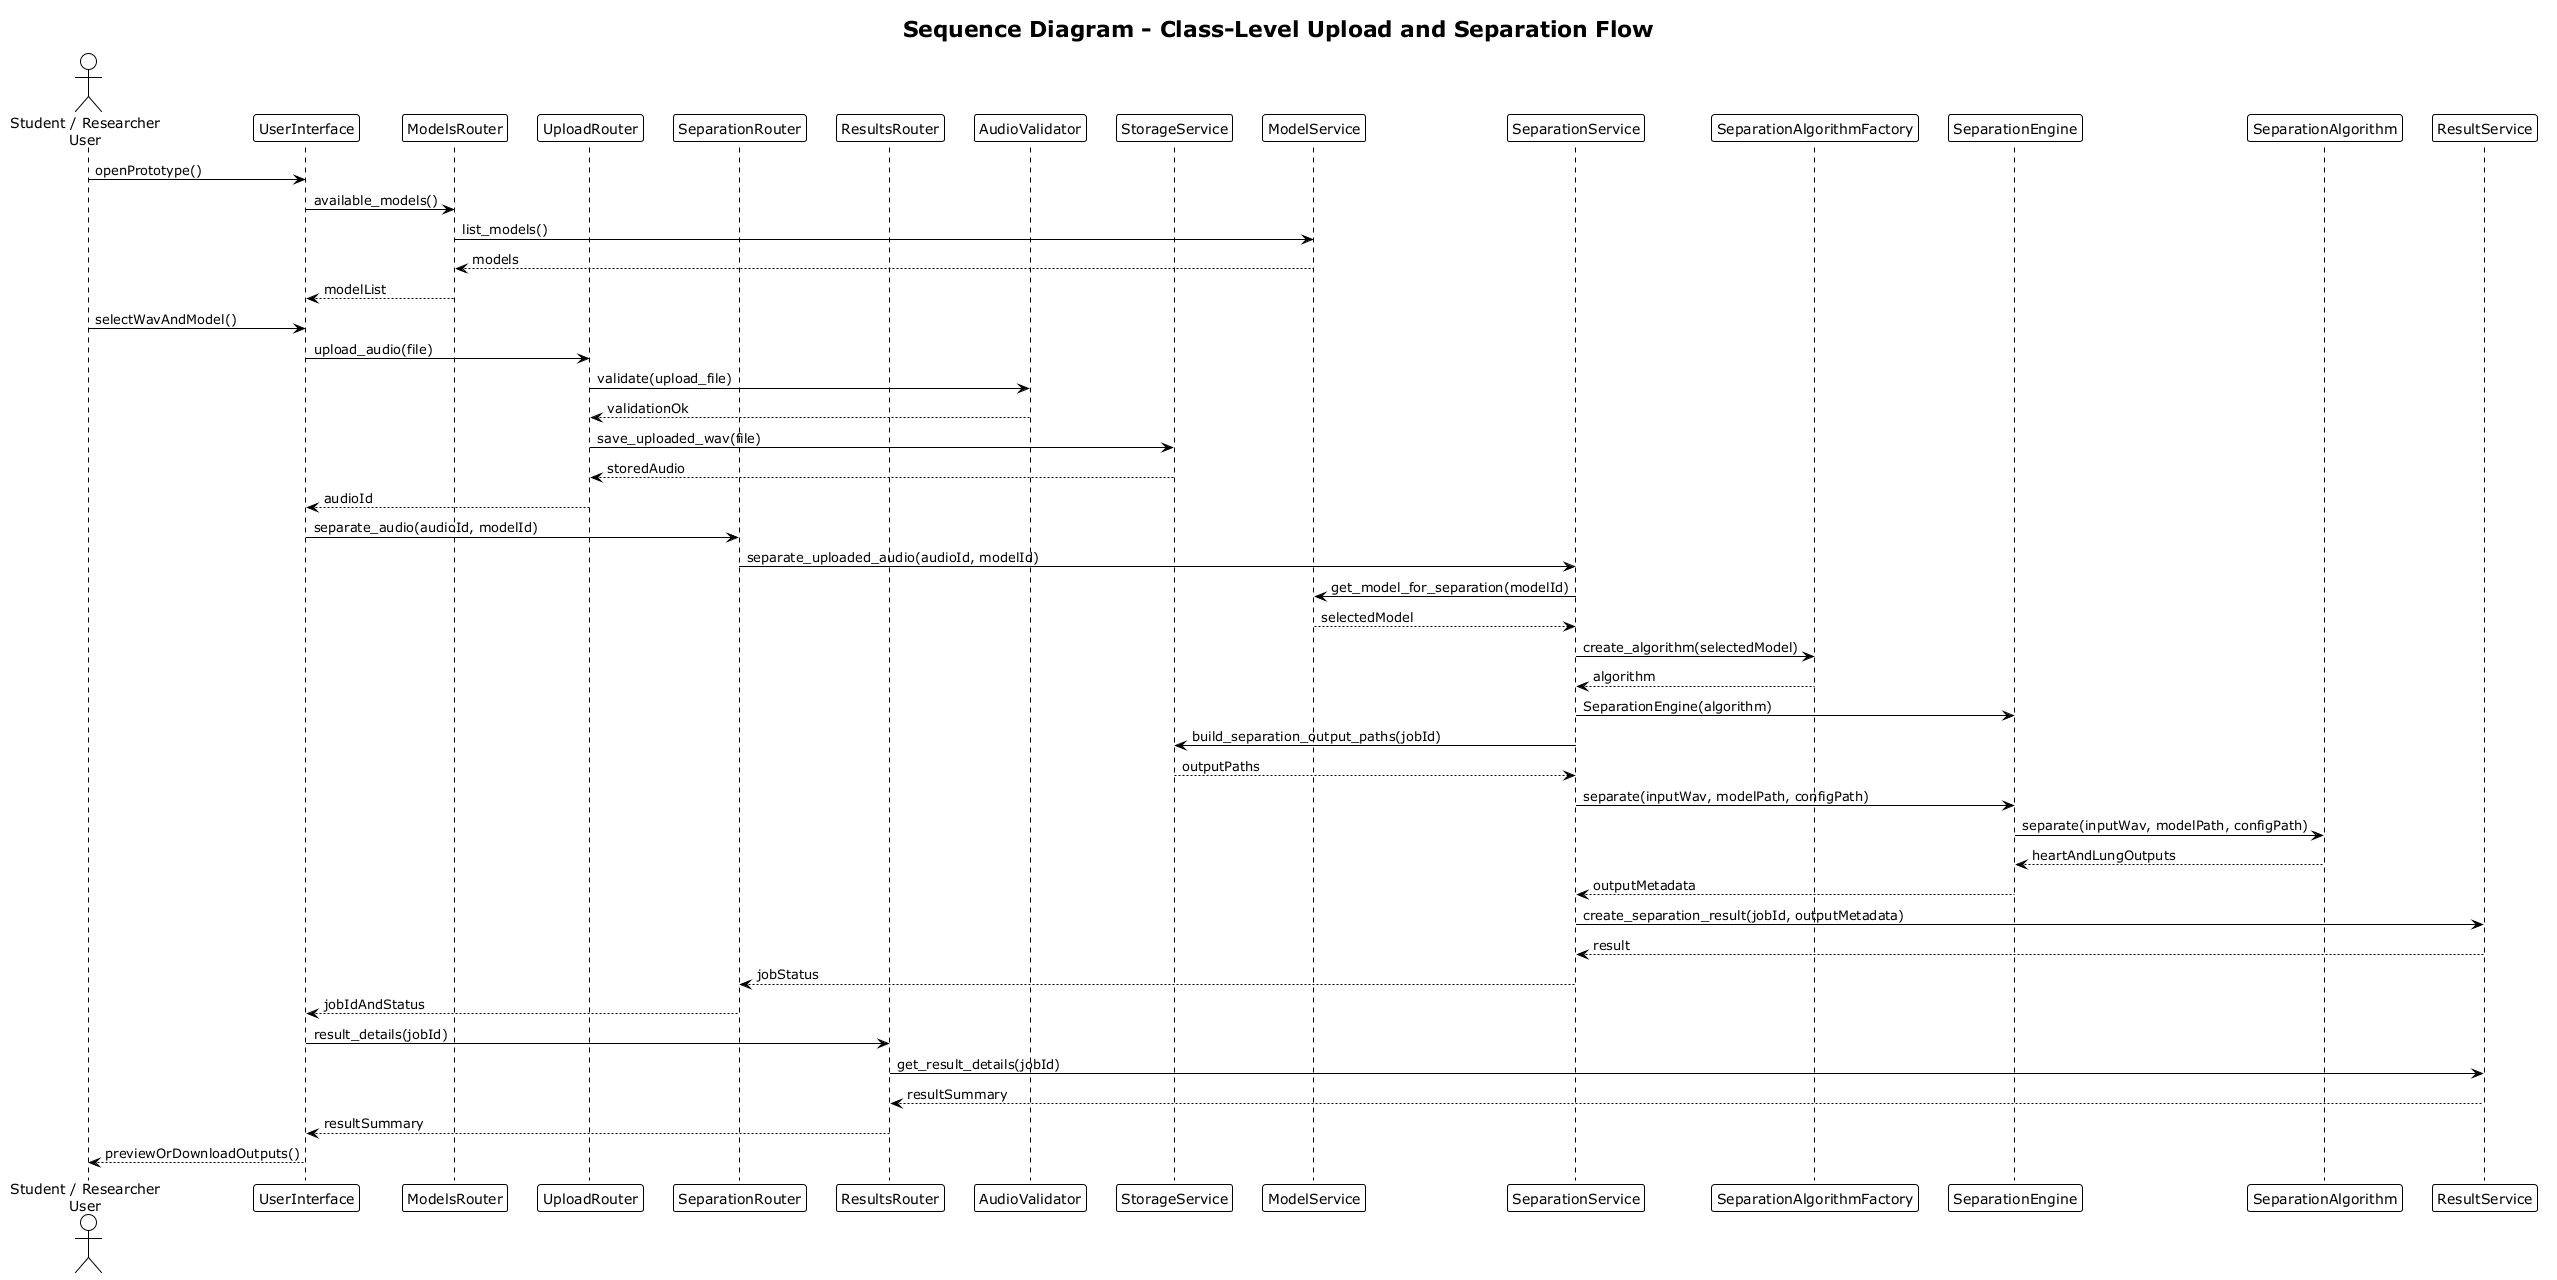 Sequence Diagram - Class-Level Upload and Separation Flow
Student / Researcher
User
UserInterface
ModelsRouter
UploadRouter
SeparationRouter
ResultsRouter
AudioValidator
StorageService
ModelService
SeparationService
SeparationAlgorithmFactory
SeparationEngine
SeparationAlgorithm
ResultService
openPrototype()
available_models()
list_models()
models
modelList
selectWavAndModel()
upload_audio(file)
validate(upload_file)
validationOk
save_uploaded_wav(file)
storedAudio
audioId
separate_audio(audioId, modelId)
separate_uploaded_audio(audioId, modelId)
get_model_for_separation(modelId)
selectedModel
create_algorithm(selectedModel)
algorithm
SeparationEngine(algorithm)
build_separation_output_paths(jobId)
outputPaths
separate(inputWav, modelPath, configPath)
separate(inputWav, modelPath, configPath)
heartAndLungOutputs
outputMetadata
create_separation_result(jobId, outputMetadata)
result
jobStatus
jobIdAndStatus
result_details(jobId)
get_result_details(jobId)
resultSummary
resultSummary
previewOrDownloadOutputs()
Student / Researcher
User
UserInterface
ModelsRouter
UploadRouter
SeparationRouter
ResultsRouter
AudioValidator
StorageService
ModelService
SeparationService
SeparationAlgorithmFactory
SeparationEngine
SeparationAlgorithm
ResultService